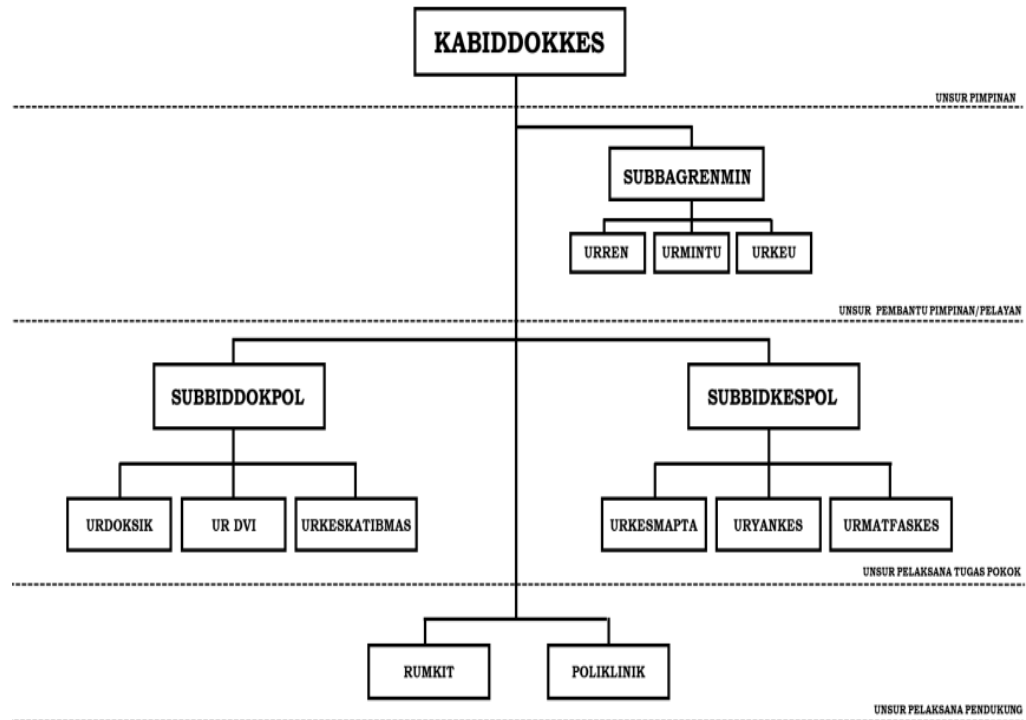 KABIDDOKKES
UNSUR PIMPINAN
SUBBAGRENMIN
URREN
URMINTU
URKEU
UNSUR PEMBANTU PIMPINAN/PELAYAN
SUBBIDDOKPOL
SUBBIDKESPOL
URDOKSIK
UR DVI
URKESKATIBMAS
URKESMAPTA
URYANKES
URMATFASKES
UNSUR PELAKSANA TUGAS POKOK
RUMKIT
POLIKLINIK
UNSUR PELAKSANA PENDUKUNG